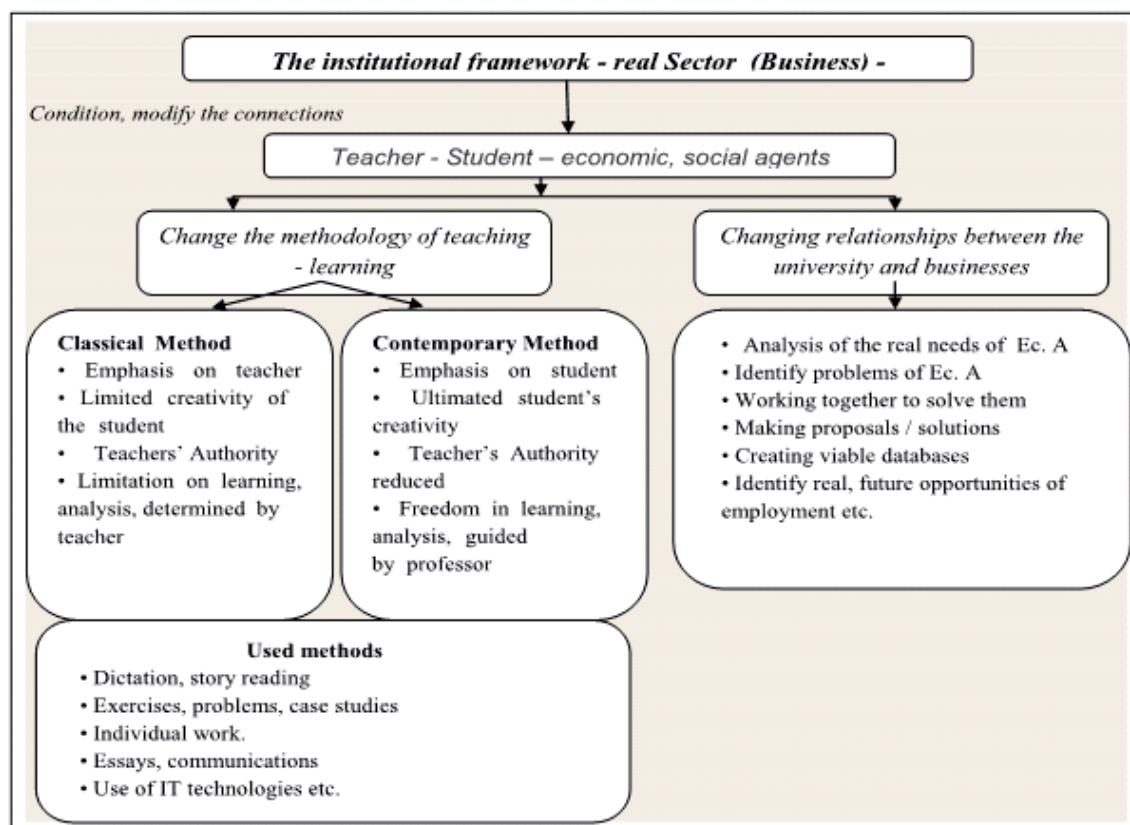 The institutional framework - real Sector (Business) -
Condition, modify the connections
Teacher - Student – economic, social agents
Change the methodology of teaching
- learning
Changing relationships between the
university and businesses
Classical Method
• Emphasis on teacher
• Limited creativity of
the student
• Teachers' Authority
• Limitation on learning,
analysis, determined by
teacher
Contemporary Method
• Emphasis on student
• Ultimated student's
creativity
• Teacher's Authority
reduced
• Freedom in learning,
analysis, guided
by professor
• Analysis of the real needs of Ec. A
• Identify problems of Ec. A
• Working together to solve them
• Making proposals / solutions
• Creating viable databases
• Identify real, future opportunities of
employment etc.
Used methods
• Dictation, story reading
• Exercises, problems, case studies
• Individual work.
• Essays, communications
• Use of IT technologies etc.